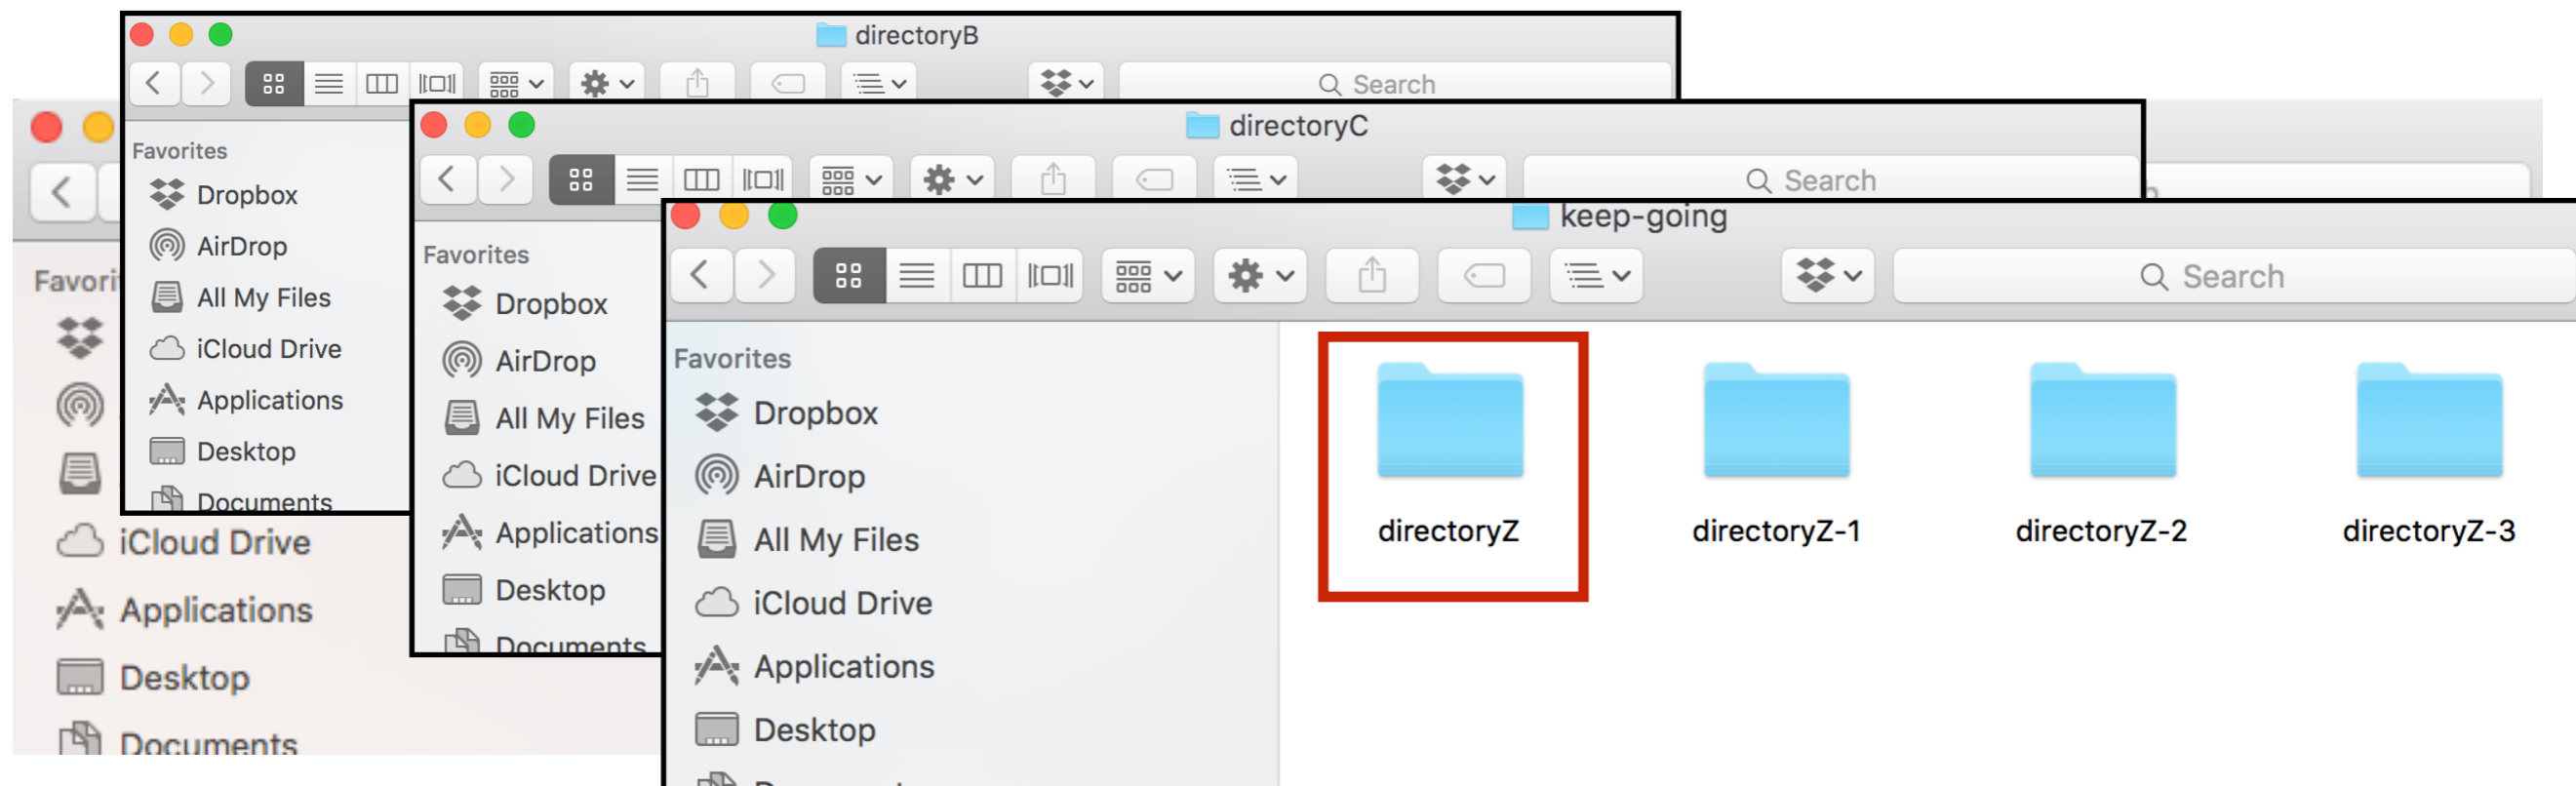 directoryB
Search
Favorites
Dropbox
AirDrop
All My Files
iCloud Drive
Applications
Desktop
Documents
iCloud Drive
Applications
Desktop
Documents
directoryC
Search
Favorites
Dropbox
AirDrop
All My Files
iCloud Drive
Applications
Desktop
Documents
keep-going
Search
Favorites
Dropbox
AirDrop
All My Files
iCloud Drive
Applications
Desktop
directoryZ
directoryZ-1
directoryZ-2
directoryZ-3